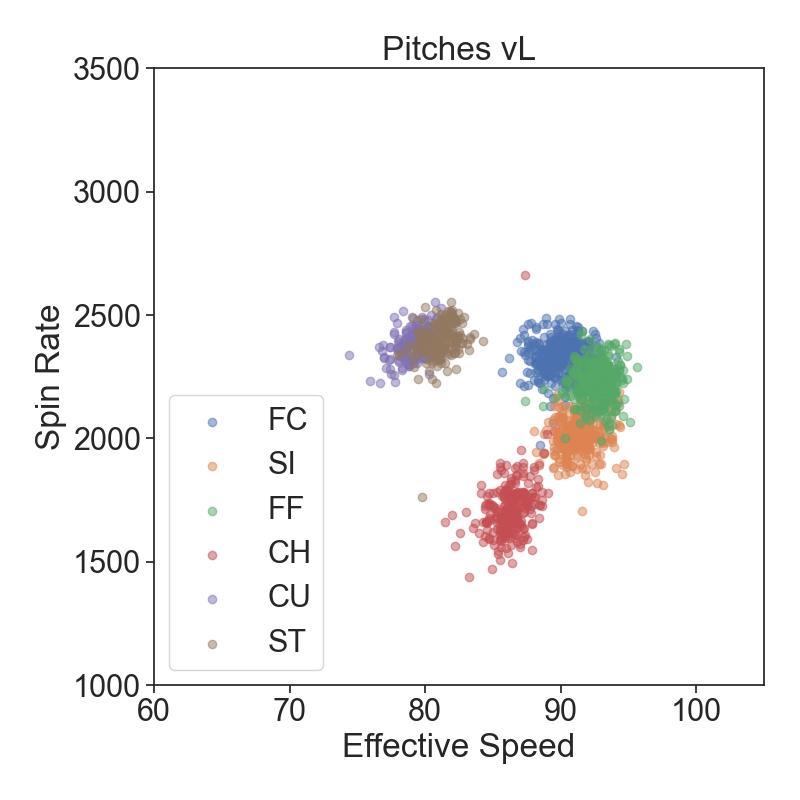 Pitches vL
3500
3000
2500
2000
1500
1000
Spin Rate
FC
SI
FF
CH
CU
ST
60 70 80 90 100
Effective Speed